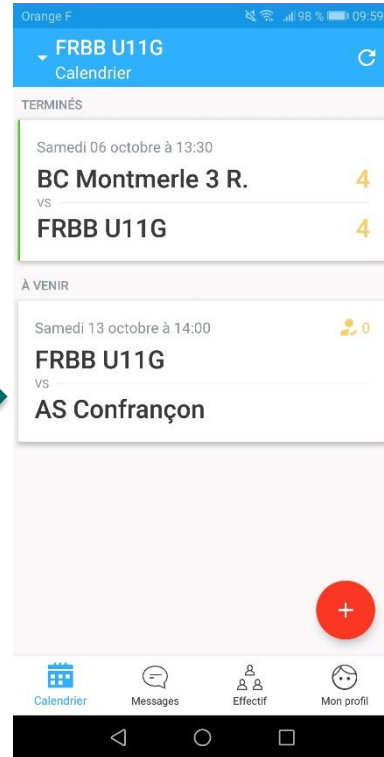 Orange F 98 % 09:59
FRBB U11G
Calendrier
TERMINÉS
Samedi 06 octobre à 13:30
BC Montmerle 3 R. 4
vs
FRBB U11G 4
À VENIR
Samedi 13 octobre à 14:00 0
FRBB U11G
vs
AS Confrançon
+
Calendrier Messages Effectif Mon profil